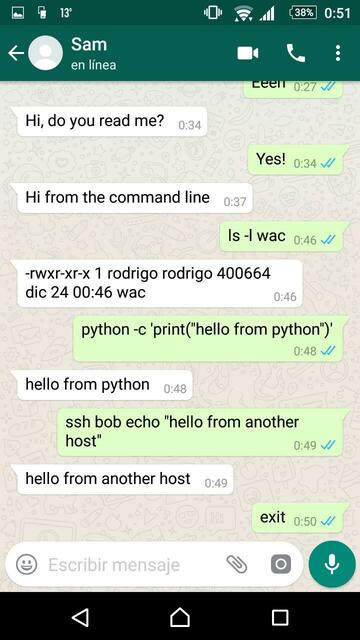 13°
38%
0:51
Sam
en línea
Eeeh 0:27
Hi, do you read me? 0:34
Yes! 0:34
Hi from the command line 0:37
ls -l wac 0:46
-rwxr-xr-x 1 rodrigo rodrigo 400664
dic 24 00:46 wac
0:46
python -c 'print("hello from python")'
0:48
hello from python 0:48
ssh bob echo "hello from another
host"
0:49
hello from another host 0:49
exit 0:50
Escribir mensaje